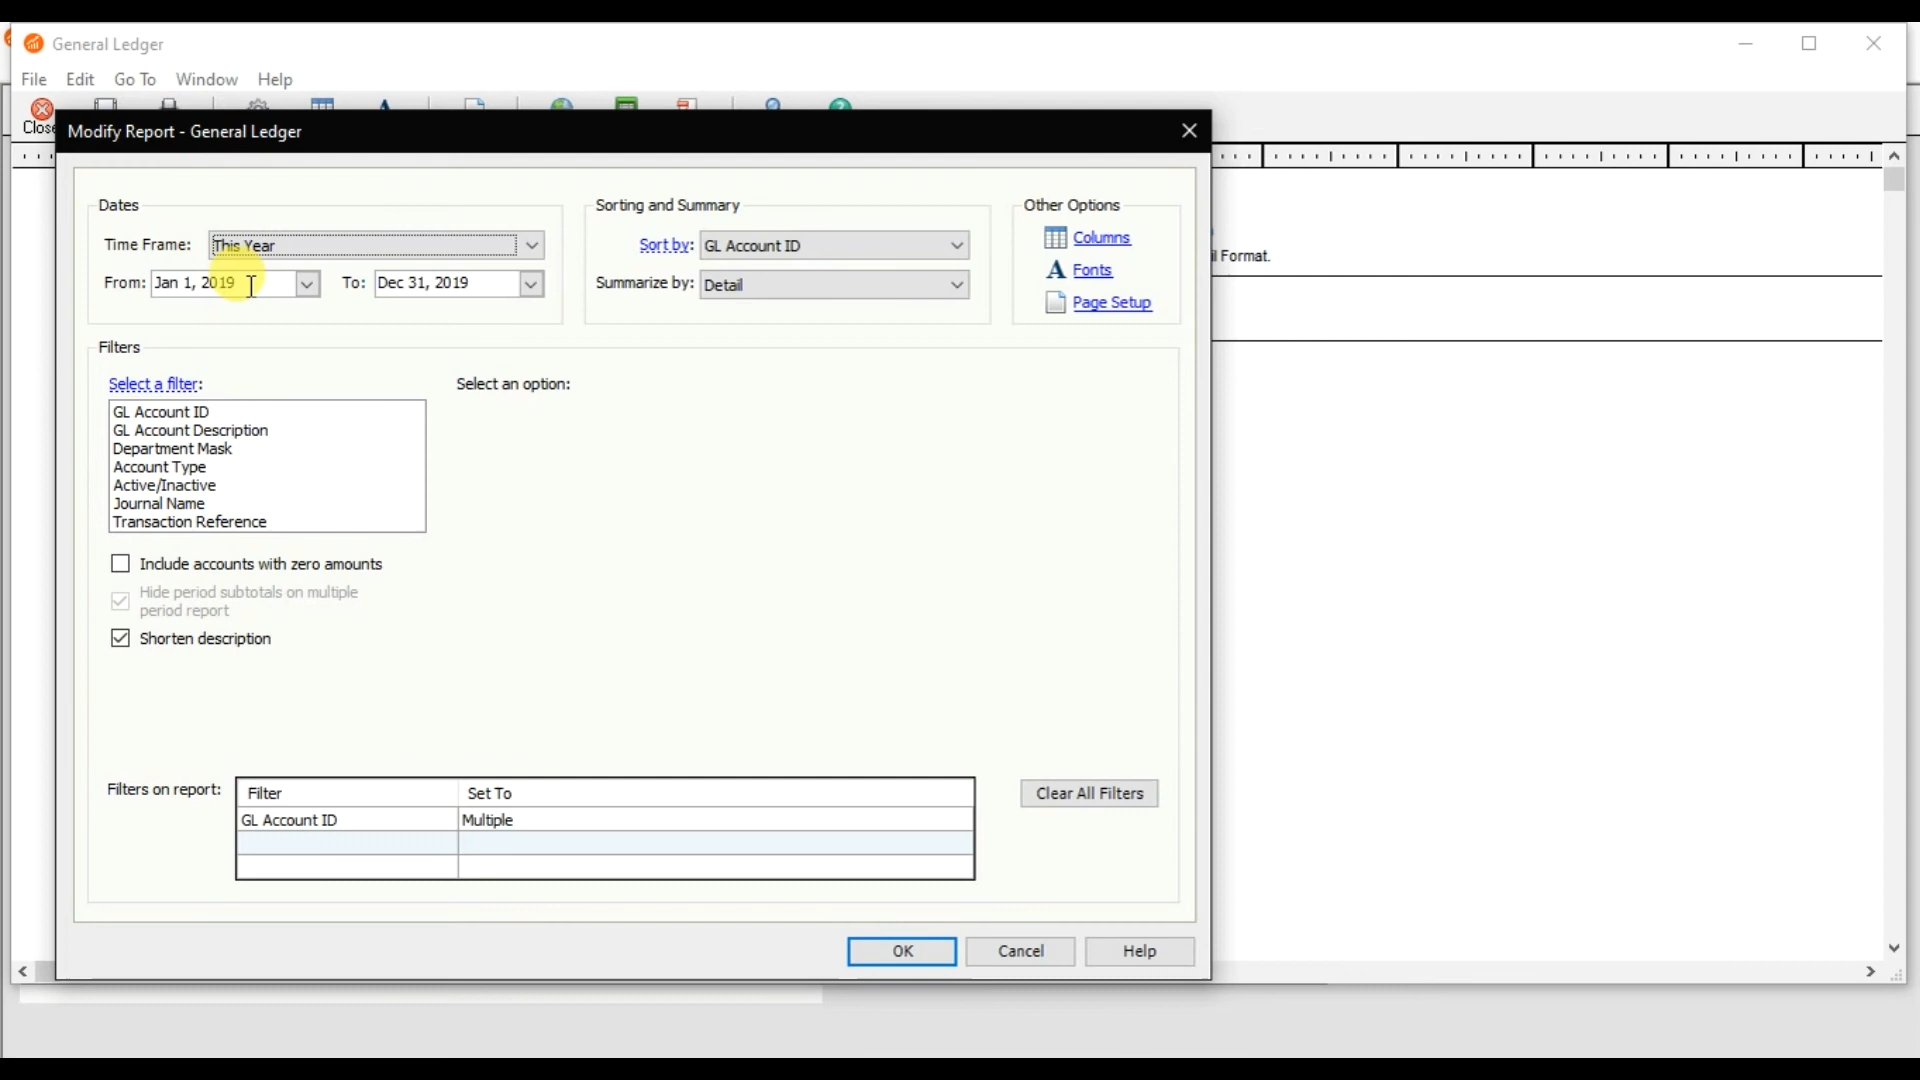 General Ledger
File Edit Go To Window Help
Close
Modify Report - General Ledger
Dates
Time Frame: This Year
From: Jan 1, 2019 To: Dec 31, 2019
Sorting and Summary
Sort by: GL Account ID
Summarize by: Detail
Other Options
Columns
Fonts
Page Setup
il Format.
Filters
Select a filter:
GL Account ID
GL Account Description
Department Mask
Account Type
Active/Inactive
Journal Name
Transaction Reference
Select an option:
Include accounts with zero amounts
Hide period subtotals on multiple
period report
Shorten description
Filters on report:
Filter Set To
GL Account ID Multiple
Clear All Filters
OK Cancel Help